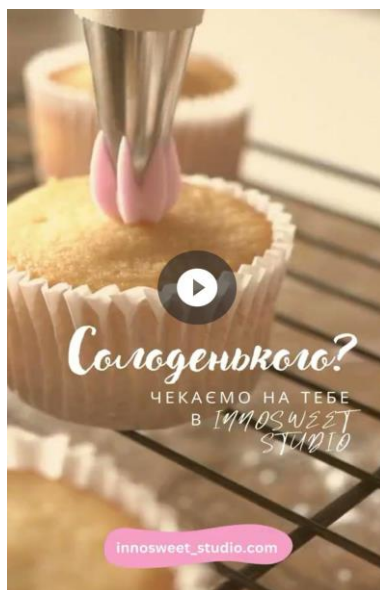 Солоденького?
ЧЕКАЄМО НА ТЕБЕ
В INNOSWEET
STUDIO
innosweet_studio.com